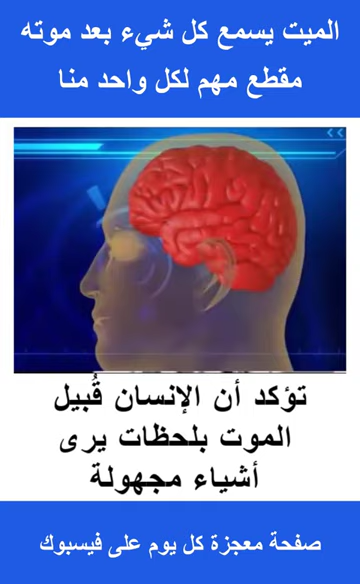 الميت يسمع كل شيء بعد موته
مقطع مهم لكل واحد منا
تؤكد أن الإنسان قُبيل
الموت بلحظات يرى
أشياء مجهولة
صفحة معجزة كل يوم على فيسبوك